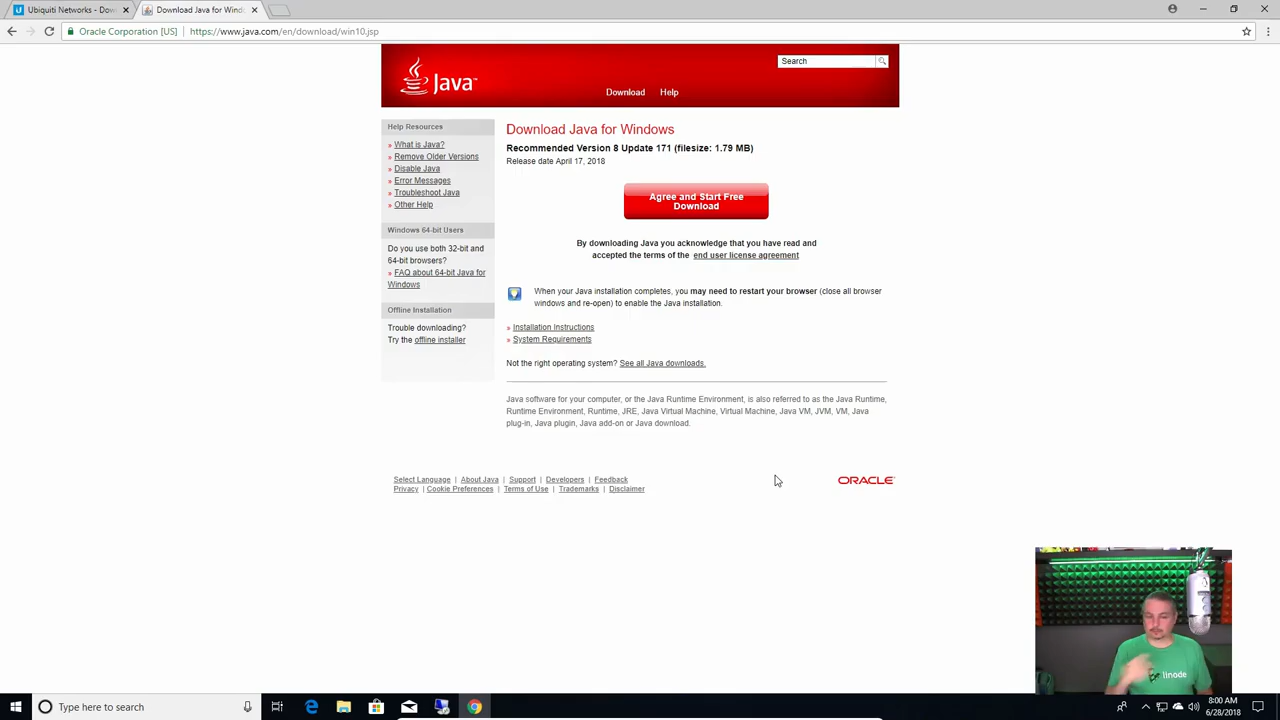 Ubiquiti Networks - Dow
Download Java for Wind
Oracle Corporation [US]
https://www.java.com/en/download/win10.jsp
Java
Search
Download
Help
Help Resources
» What is Java?
» Remove Older Versions
» Disable Java
» Error Messages
» Troubleshoot Java
» Other Help
Windows 64-bit Users
Do you use both 32-bit and
64-bit browsers?
» FAQ about 64-bit Java for
Windows
Offline Installation
Trouble downloading?
Try the offline installer
Download Java for Windows
Recommended Version 8 Update 171 (filesize: 1.79 MB)
Release date April 17, 2018
Agree and Start Free
Download
By downloading Java you acknowledge that you have read and
accepted the terms of the end user license agreement
When your Java installation completes, you may need to restart your browser (close all browser
windows and re-open) to enable the Java installation.
» Installation Instructions
» System Requirements
Not the right operating system? See all Java downloads.
Java software for your computer, or the Java Runtime Environment, is also referred to as the Java Runtime,
Runtime Environment, Runtime, JRE, Java Virtual Machine, Virtual Machine, Java VM, JVM, VM, Java
plug-in, Java plugin, Java add-on or Java download.
Select Language | About Java | Support | Developers | Feedback
Privacy | Cookie Preferences | Terms of Use | Trademarks | Disclaimer
ORACLE
linode
Type here to search
8:00 AM
6/28/2018